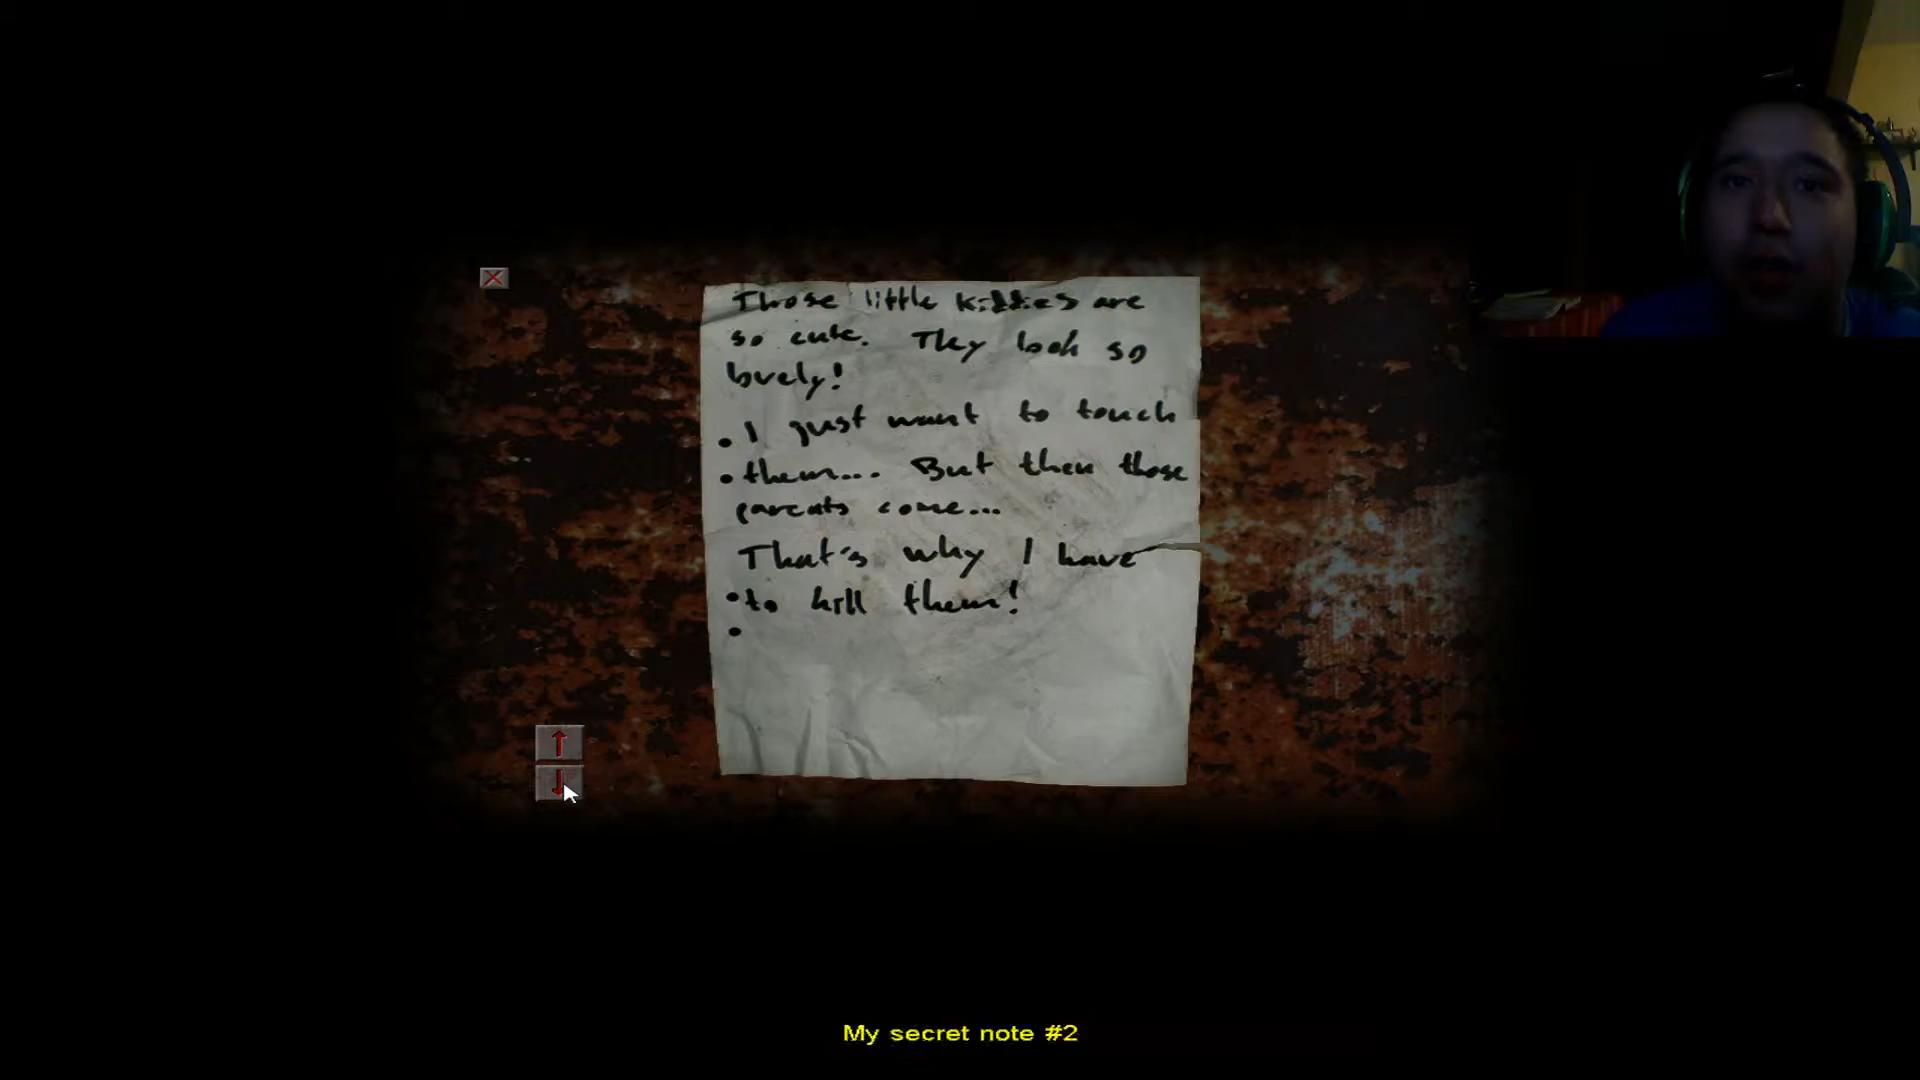 Those little kiddies are
so cute. They look so
lovely!
• I just want to touch
• them... But then those
parents come...
That's why I have
• to kill them!
•
My secret note #2